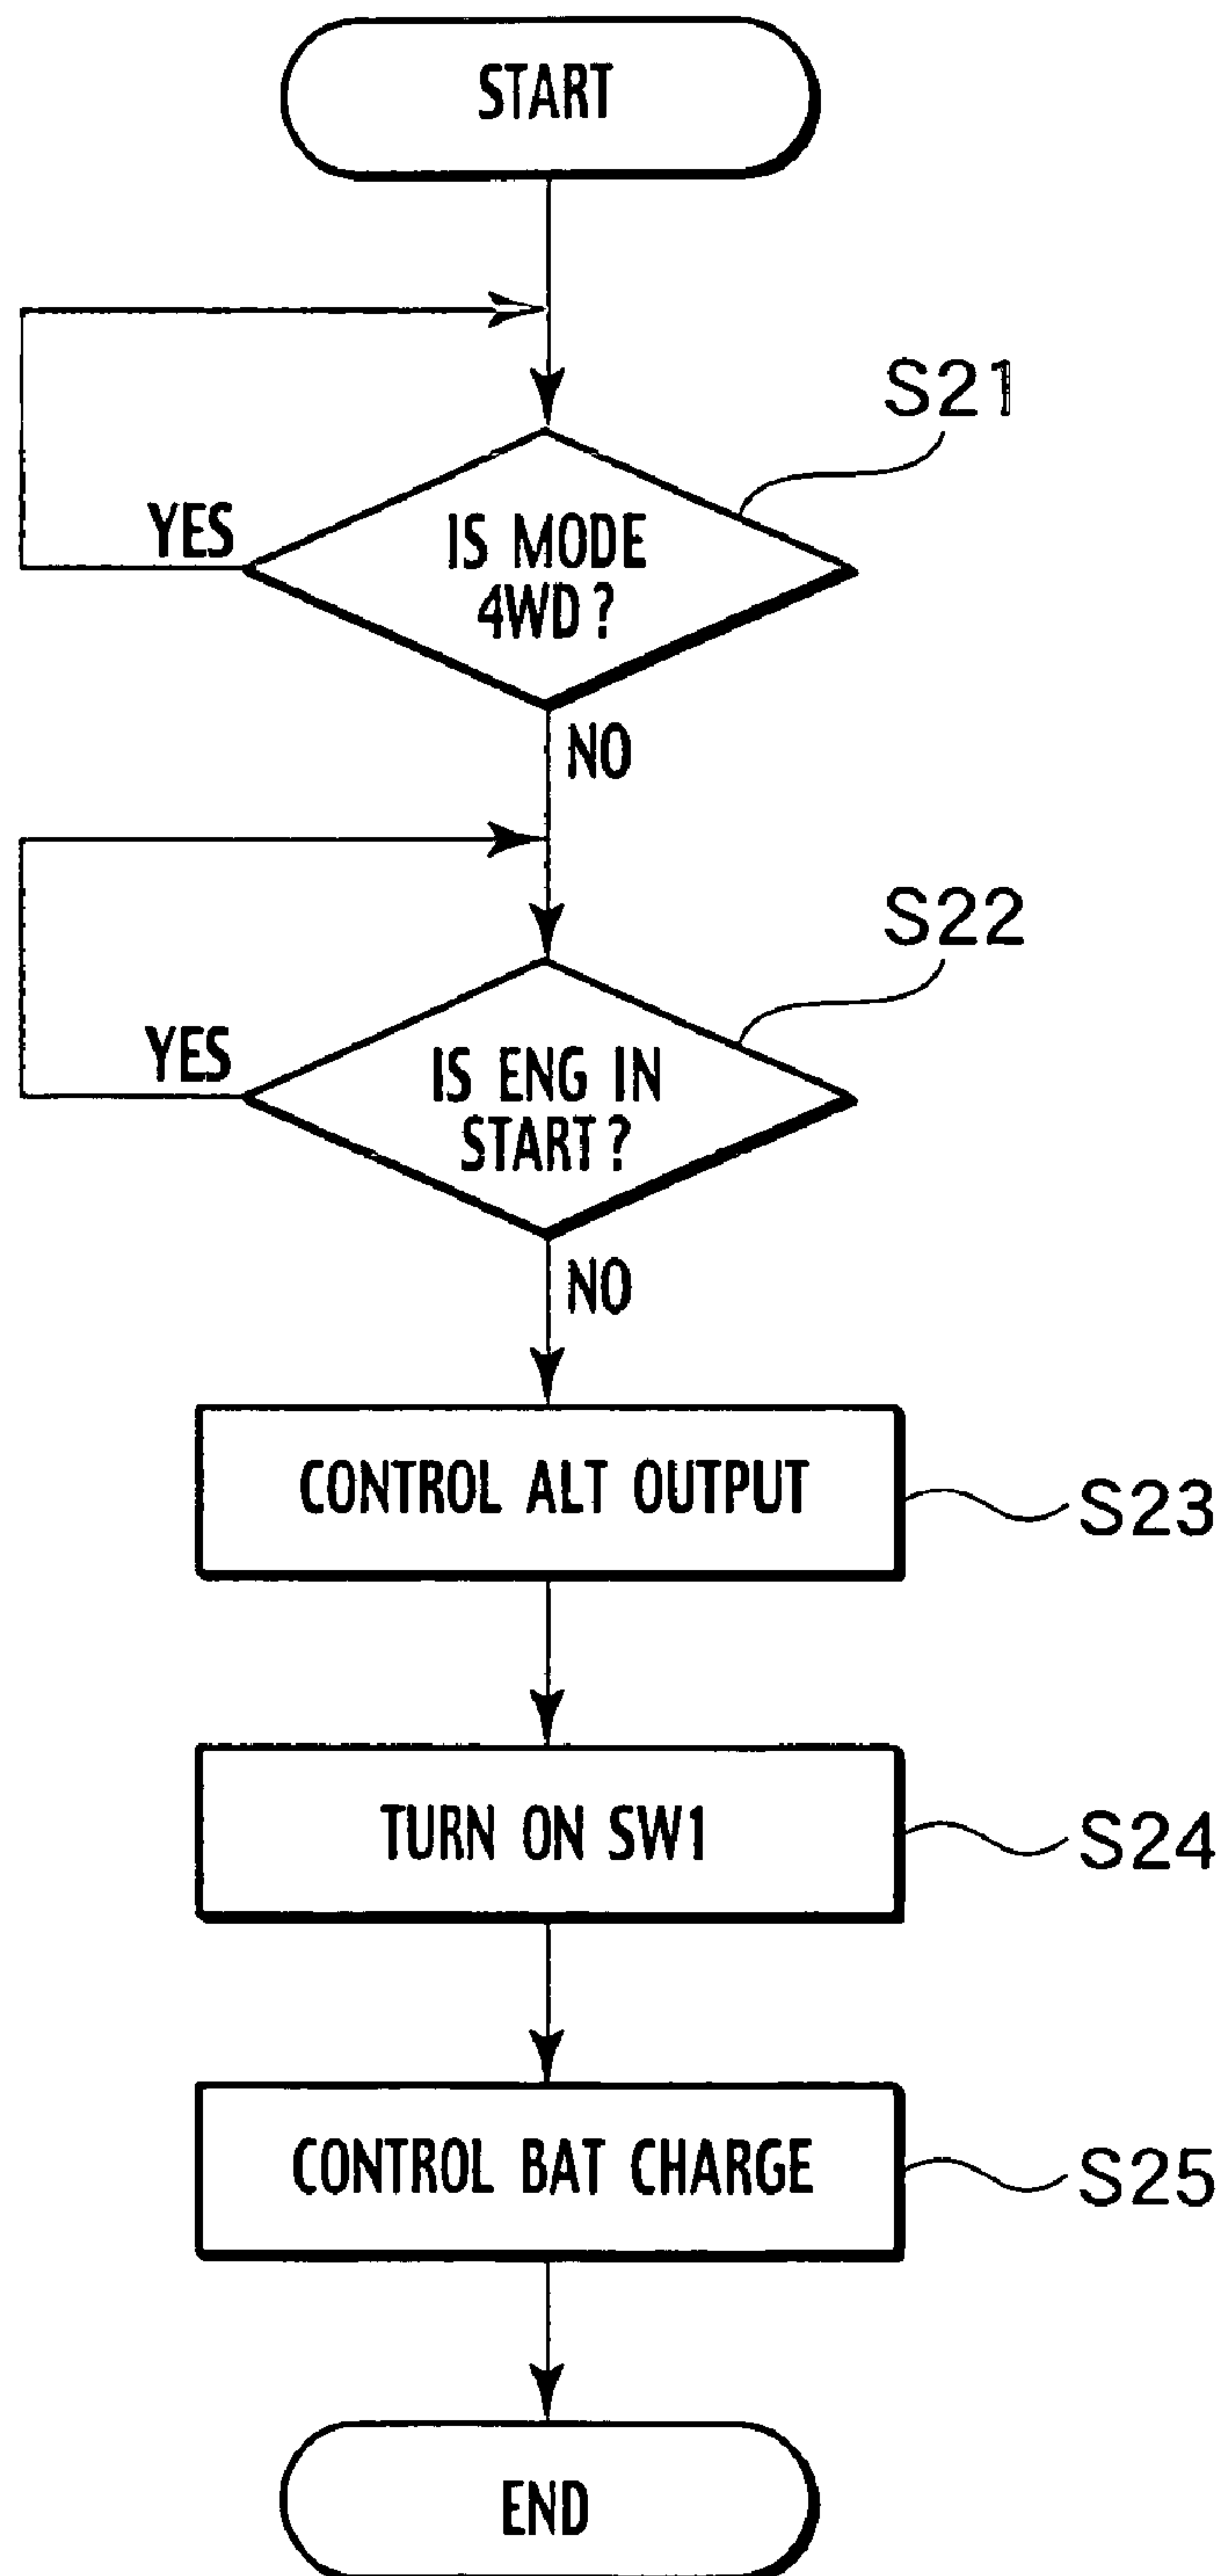 START
S21
YES
IS MODE
4WD?
NO
S22
YES
IS ENG IN
START?
NO
CONTROL ALT OUTPUT
S23
TURN ON SW1
S24
CONTROL BAT CHARGE
S25
END